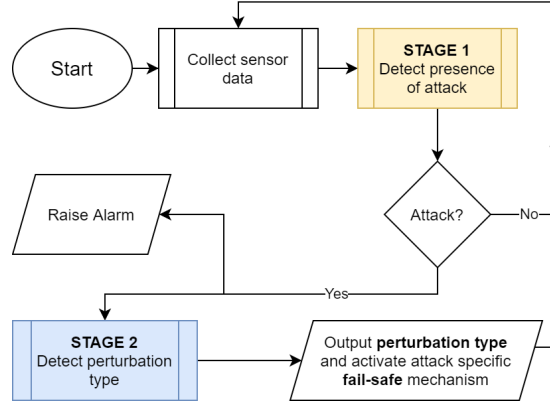 Start
Collect sensor
data
STAGE 1
Detect presence
of attack
Raise Alarm
Attack?
No
Yes
STAGE 2
Detect perturbation
type
Output perturbation type
and activate attack specific
fail-safe mechanism